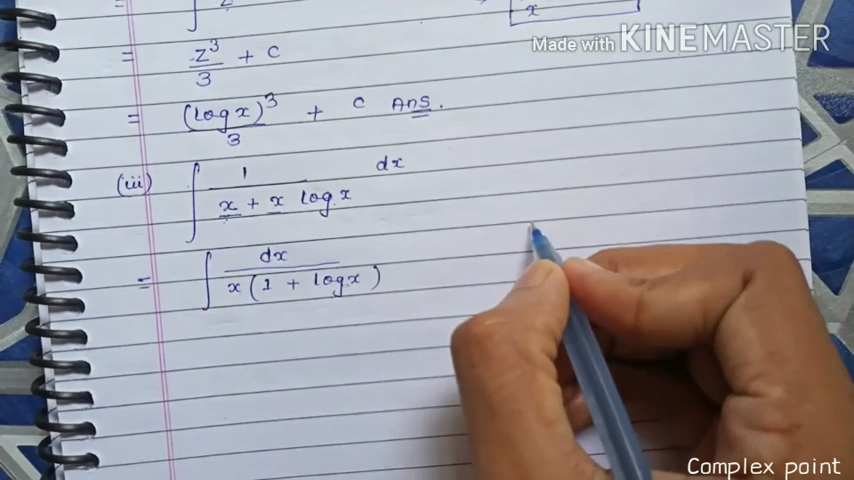 x
Made with KINEMASTER
= z³/3 + c
= (log x)³/3 + c Ans.
(iii) ∫ 1/(x + x log x) dx
= ∫ dx/(x(1 + log x))
Complex point